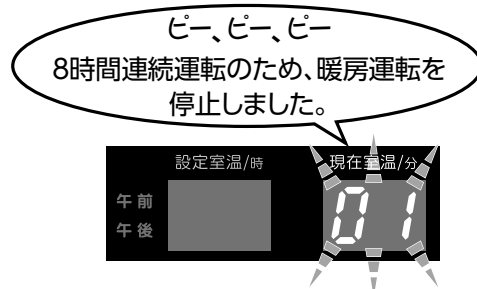 ピー、ピー、ピー
8時間連続運転のため、暖房運転を
停止しました。
設定室温/時 現在室温/分
午前
午後
01